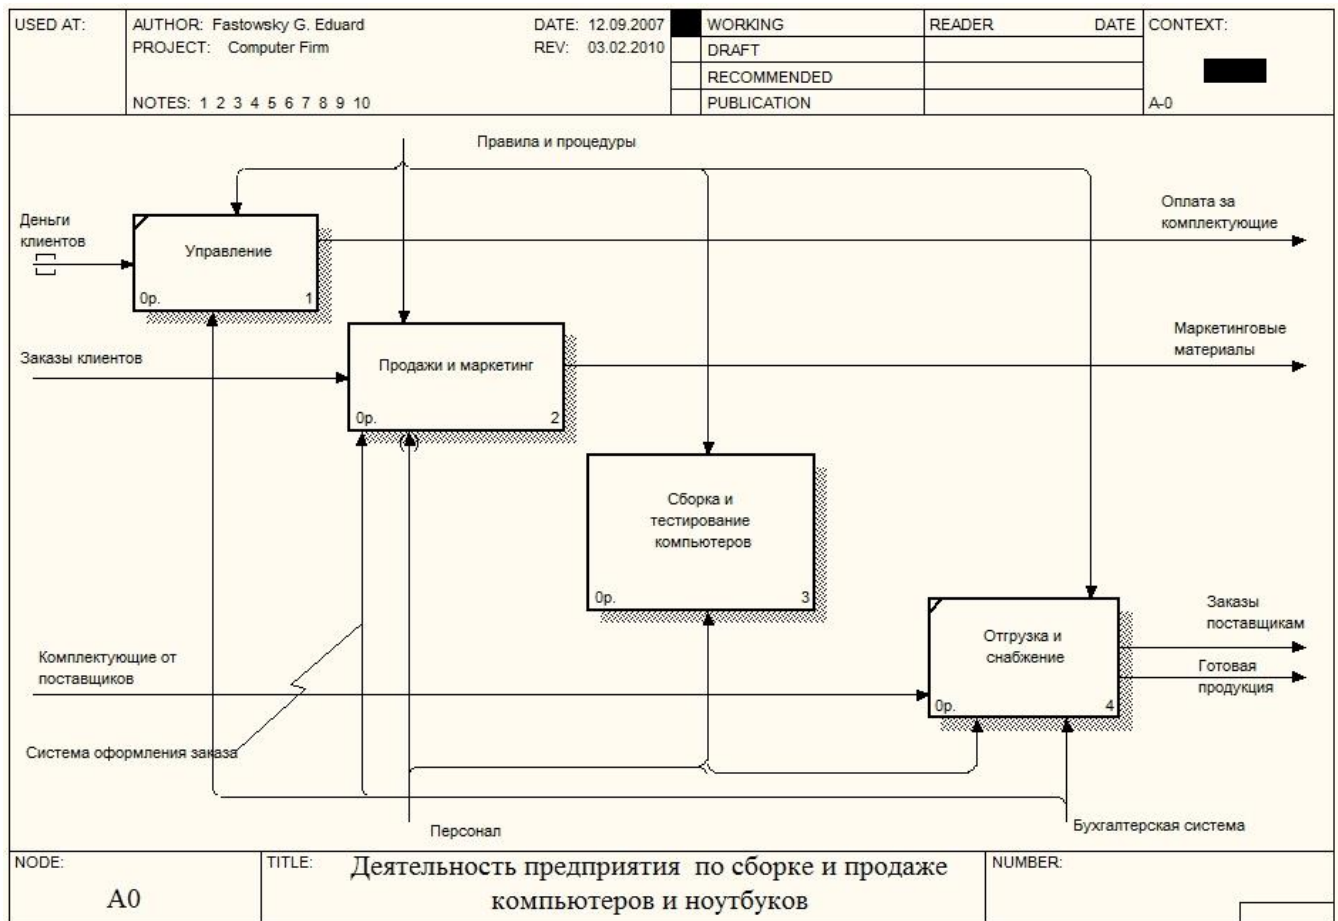 USED AT:
AUTHOR: Fastowsky G. Eduard
DATE: 12.09.2007
PROJECT: Computer Firm
REV: 03.02.2010
NOTES: 1 2 3 4 5 6 7 8 9 10
WORKING
DRAFT
RECOMMENDED
PUBLICATION
READER DATE
CONTEXT:
A-0
Правила и процедуры
Деньги
клиентов
Управление
0р. 1
Оплата за
комплектующие
Заказы клиентов
Продажи и маркетинг
0р. 2
Маркетинговые
материалы
Сборка и
тестирование
компьютеров
0р. 3
Комплектующие от
поставщиков
Отгрузка и
снабжение
0р. 4
Заказы
поставщикам
Готовая
продукция
Система оформления заказа
Персонал
Бухгалтерская система
NODE:
A0
TITLE:
Деятельность предприятия по сборке и продаже
компьютеров и ноутбуков
NUMBER: